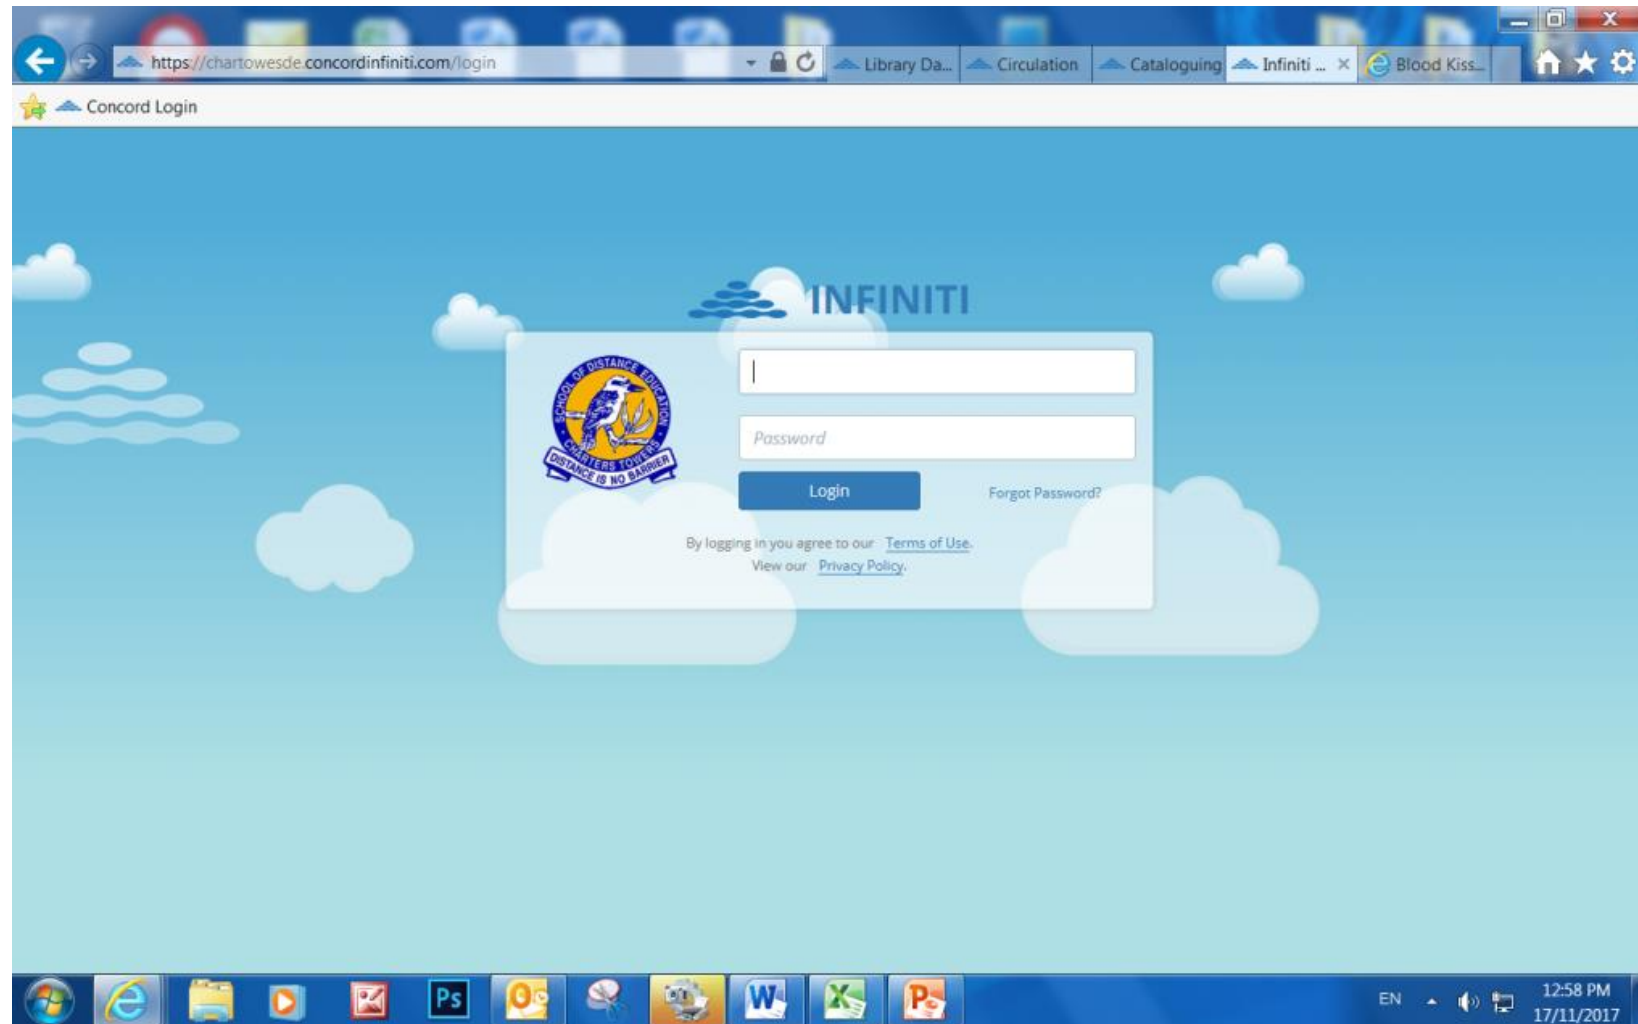 https://chartowesde.concordinfiniti.com/login
Library Da...
Circulation
Cataloguing
Infiniti ...
Blood Kiss...
Concord Login
INFINITI
SCHOOL OF DISTANCE EDUCATION
CHARTERS TOWERS
DISTANCE IS NO BARRIER
Password
Login
Forgot Password?
By logging in you agree to our Terms of Use.
View our Privacy Policy.
Ps
EN
12:58 PM
17/11/2017